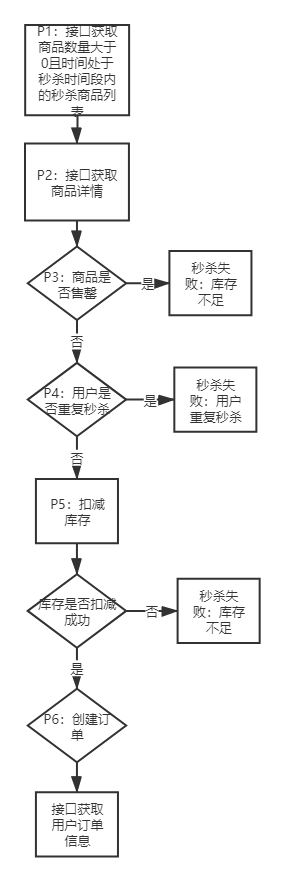 P1：接口获取
商品数量大于
0且时间处于
秒杀时间段内
的秒杀商品列
表
P2：接口获取
商品详情
P3：商品是
否售罄
是
秒杀失
败：库存
不足
否
P4：用户是
否重复秒杀
是
秒杀失
败：用户
重复秒杀
否
P5：扣减
库存
库存是否扣减
成功
否
秒杀失
败：库存
不足
是
P6：创建订
单
接口获取
用户订单
信息